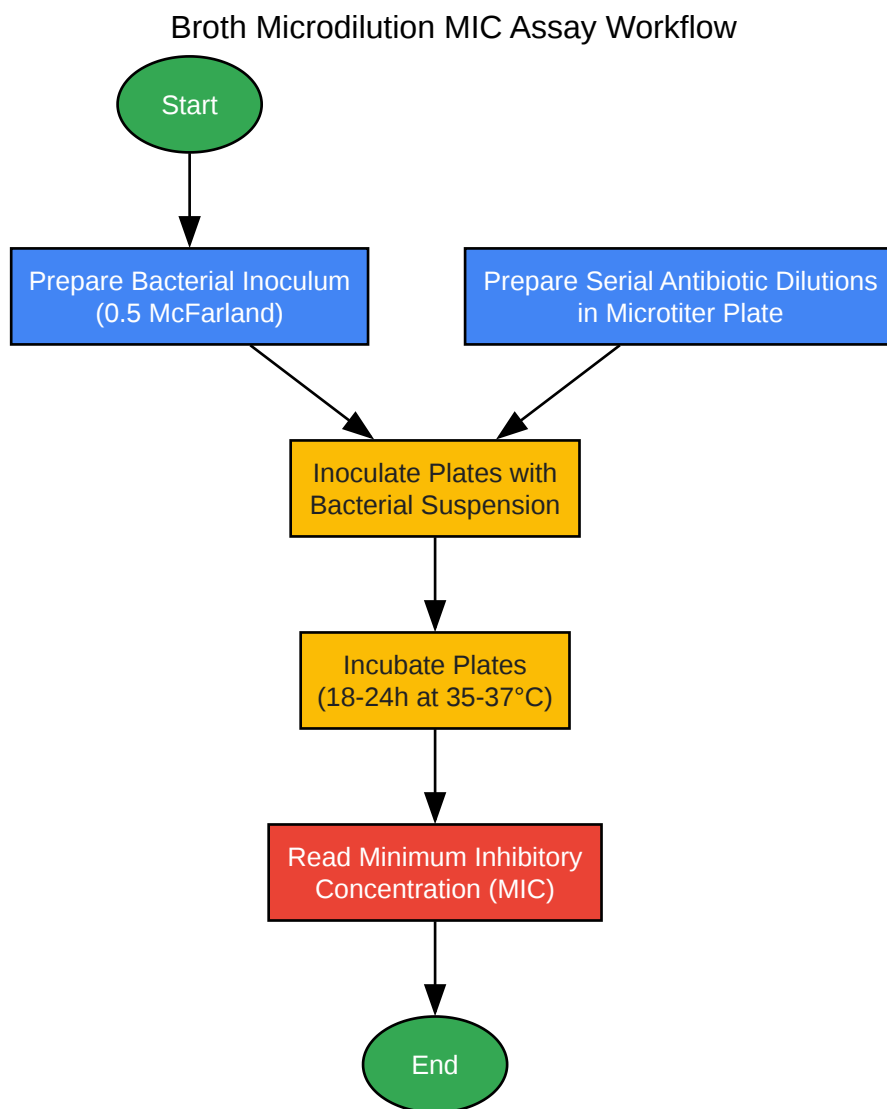 Broth Microdilution MIC Assay Workflow
Start
Prepare Bacterial Inoculum
(0.5 McFarland)
Prepare Serial Antibiotic Dilutions
in Microtiter Plate
Inoculate Plates with
Bacterial Suspension
Incubate Plates
(18-24h at 35-37°C)
Read Minimum Inhibitory
Concentration (MIC)
End